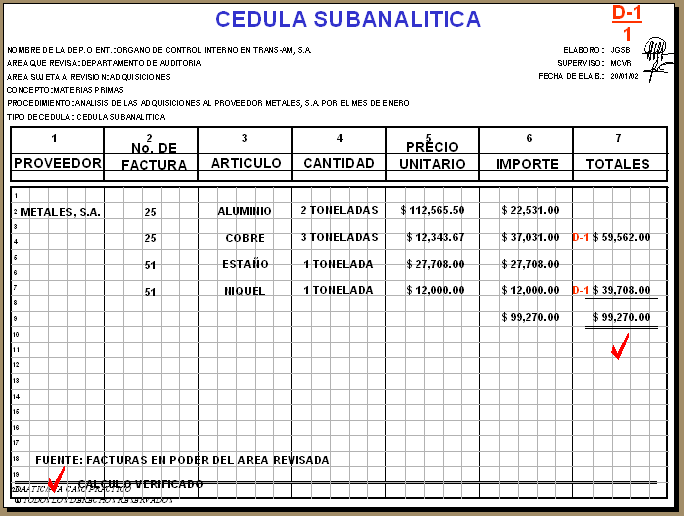 CEDULA SUBANALITICA
D-1
1
NOMBRE DE LA DEP. O ENT.:ORGANO DE CONTROL INTERNO EN TRANS-AM, S.A.
ELABORO: JGSB
AREA QUE REVISA:DEPARTAMENTO DE AUDITORIA
SUPERVISO: MCVR
AREA SUJETA A REVISION:ADQUISICIONES
FECHA DE ELAB.: 20/01/02
CONCEPTO:MATERIAS PRIMAS
PROCEDIMIENTO:ANALISIS DE LAS ADQUISICIONES AL PROVEEDOR METALES, S.A. POR EL MES DE ENERO
TIPO DE CEDULA : CEDULA SUBANALITICA
1 2 3 4 5 6 7
PROVEEDOR No. DE FACTURA ARTICULO CANTIDAD PRECIO UNITARIO IMPORTE TOTALES
1
2 METALES, S.A. 25 ALUMINIO 2 TONELADAS $ 112,565.50 $ 22,531.00
3
4 25 COBRE 3 TONELADAS $ 12,343.67 $ 37,031.00 D-1 $ 59,562.00
5
6 51 ESTAÑO 1 TONELADA $ 27,708.00 $ 27,708.00
7 51 NIQUEL 1 TONELADA $ 12,000.00 $ 12,000.00 D-1 $ 39,708.00
8
9 $ 99,270.00 $ 99,270.00
10
11
12
13
14
15
16
17
18 FUENTE: FACTURAS EN PODER DEL AREA REVISADA
19
CALCULO VERIFICADO
CASO PRACTICO
TODOS LOS DERECHOS RESERVADOS